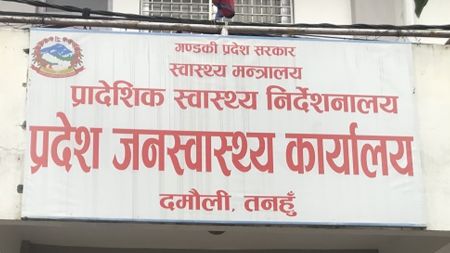 गण्डकी प्रदेश सरकार
स्वास्थ्य मन्त्रालय
प्रादेशिक स्वास्थ्य निर्देशनालय
प्रदेश जनस्वास्थ्य कार्यालय
दमौली, तनहुँ